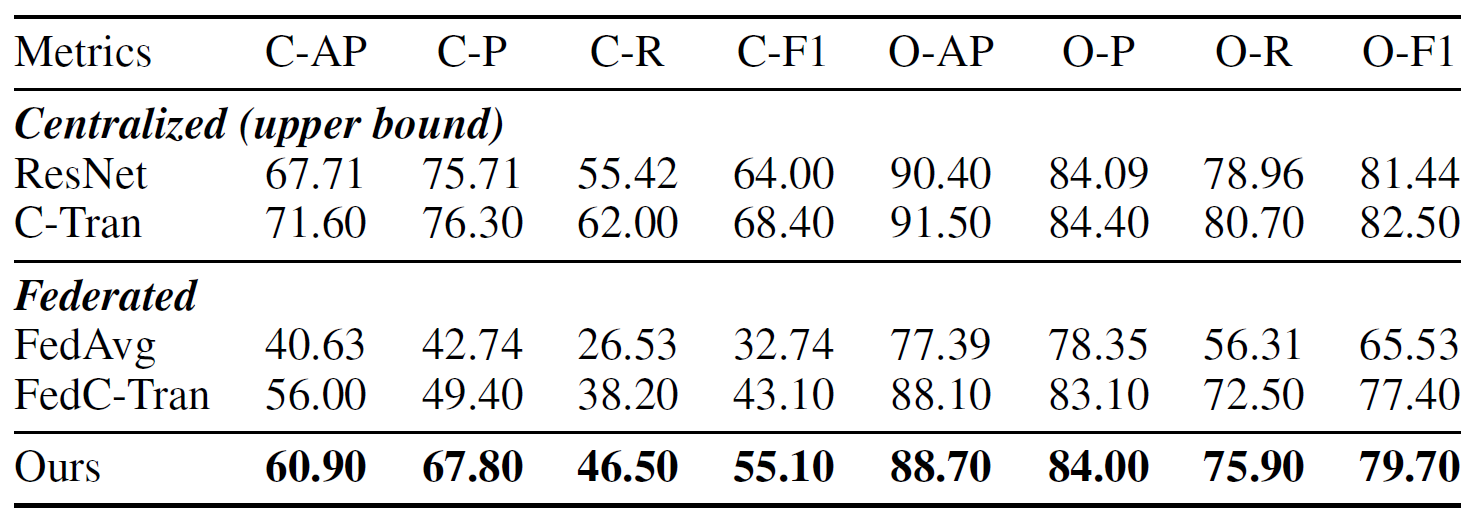 Metrics C-AP C-P C-R C-F1 O-AP O-P O-R O-F1
Centralized (upper bound)
ResNet 67.71 75.71 55.42 64.00 90.40 84.09 78.96 81.44
C-Tran 71.60 76.30 62.00 68.40 91.50 84.40 80.70 82.50
Federated
FedAvg 40.63 42.74 26.53 32.74 77.39 78.35 56.31 65.53
FedC-Tran 56.00 49.40 38.20 43.10 88.10 83.10 72.50 77.40
Ours 60.90 67.80 46.50 55.10 88.70 84.00 75.90 79.70